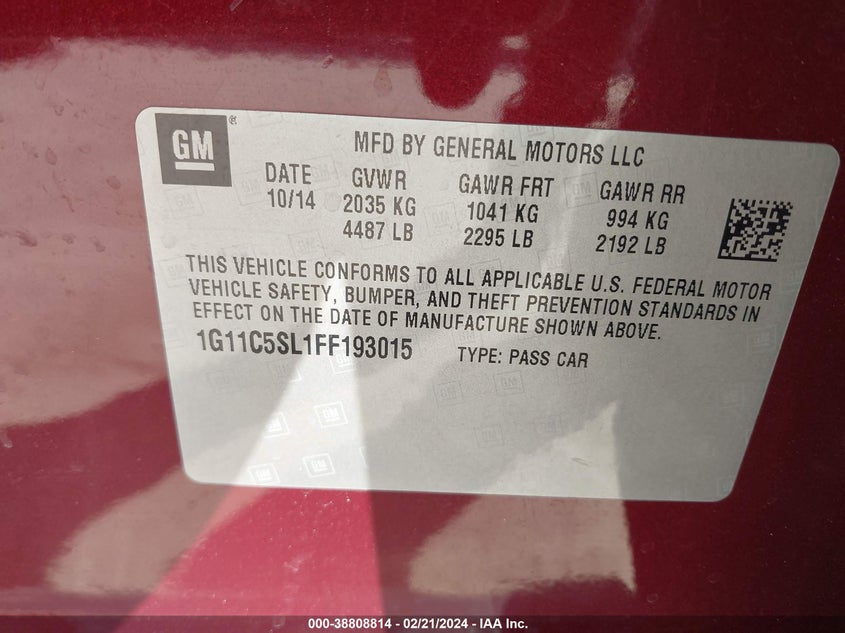 GM®
MFD BY GENERAL MOTORS LLC
DATE GVWR GAWR FRT GAWR RR
10/14 2035 KG 1041 KG 994 KG
4487 LB 2295 LB 2192 LB
THIS VEHICLE CONFORMS TO ALL APPLICABLE U.S. FEDERAL MOTOR
VEHICLE SAFETY, BUMPER, AND THEFT PREVENTION STANDARDS IN
EFFECT ON THE DATE OF MANUFACTURE SHOWN ABOVE.
1G11C5SL1FF193015 TYPE: PASS CAR
000-38808814 - 02/21/2024 - IAA Inc.